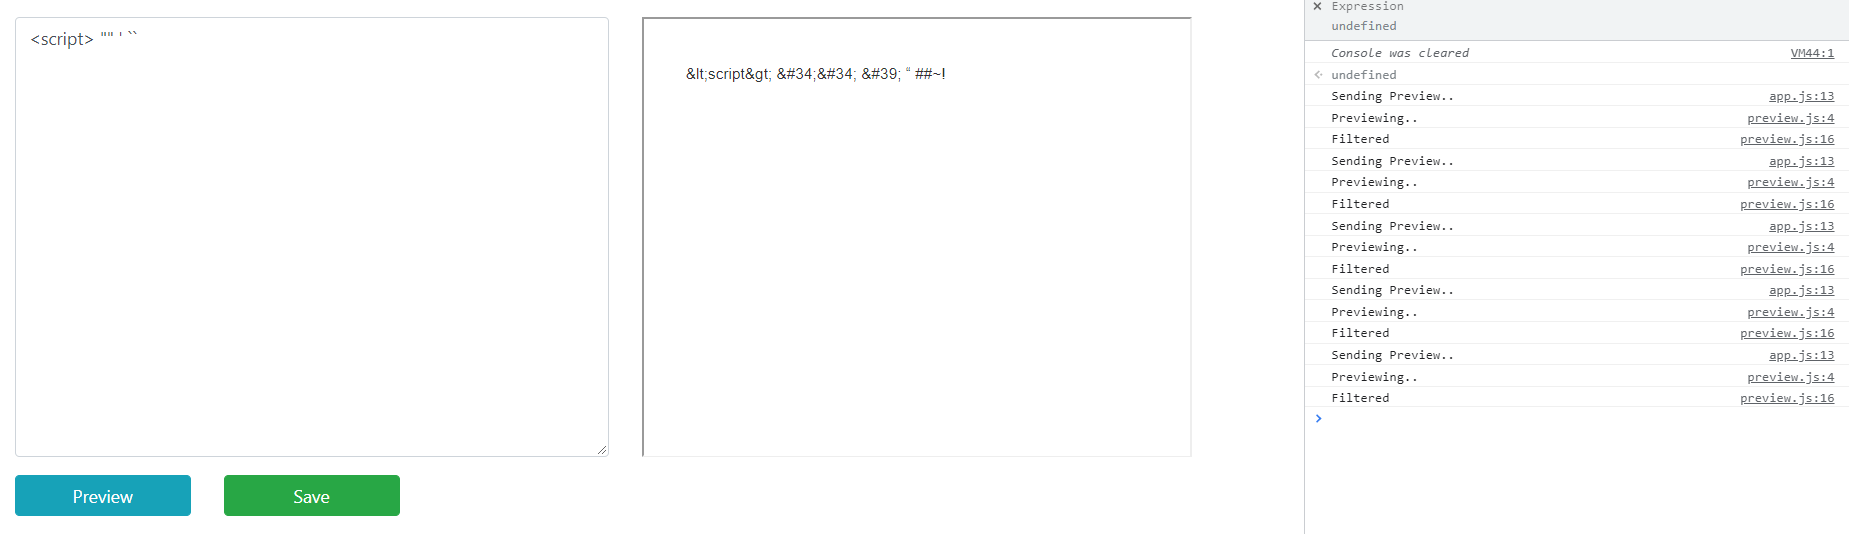 <script> "" ' ``
Preview
Save
&lt;script&gt; &#34;&#34; &#39; “ ##~!
× Expression
undefined
Console was cleared VM44:1
undefined
Sending Preview.. app.js:13
Previewing.. preview.js:4
Filtered preview.js:16
Sending Preview.. app.js:13
Previewing.. preview.js:4
Filtered preview.js:16
Sending Preview.. app.js:13
Previewing.. preview.js:4
Filtered preview.js:16
Sending Preview.. app.js:13
Previewing.. preview.js:4
Filtered preview.js:16
Sending Preview.. app.js:13
Previewing.. preview.js:4
Filtered preview.js:16